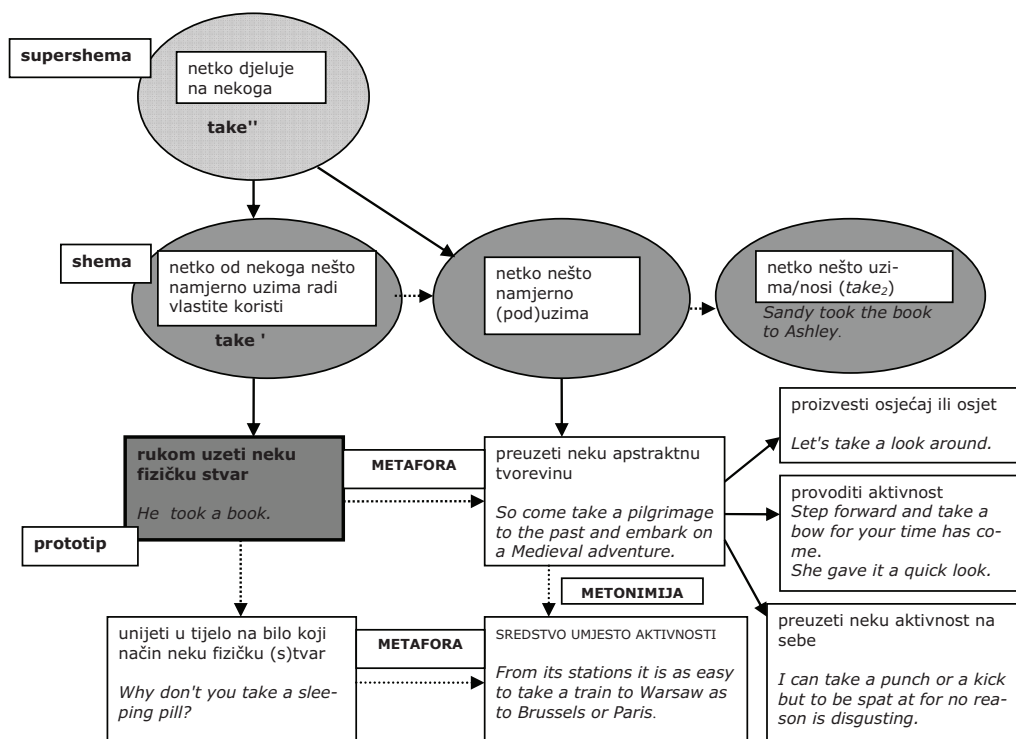 supershema
netko djeluje
na nekoga
take''
shema
netko od nekoga nešto
namjerno uzima radi
vlastite koristi
take '
netko nešto
namjerno
(pod)uzima
netko nešto uzi-
ma/nosi (take₂)
Sandy took the book
to Ashley.
rukom uzeti neku
fizičku stvar
He took a book.
prototip
METAFORA
preuzeti neku apstraktnu
tvorevinu
So come take a pilgrimage
to the past and embark on
a Medieval adventure.
proizvesti osjećaj ili osjet
Let's take a look around.
provoditi aktivnost
Step forward and take a
bow for your time has co-
me.
She gave it a quick look.
METONIMIJA
preuzeti neku aktivnost na
sebe
I can take a punch or a kick
but to be spat at for no rea-
son is disgusting.
unijeti u tijelo na bilo koji
način neku fizičku (s)tvar
Why don't you take a slee-
ping pill?
METAFORA
SREDSTVO UMJESTO AKTIVNOSTI
From its stations it is as easy
to take a train to Warsaw as
to Brussels or Paris.